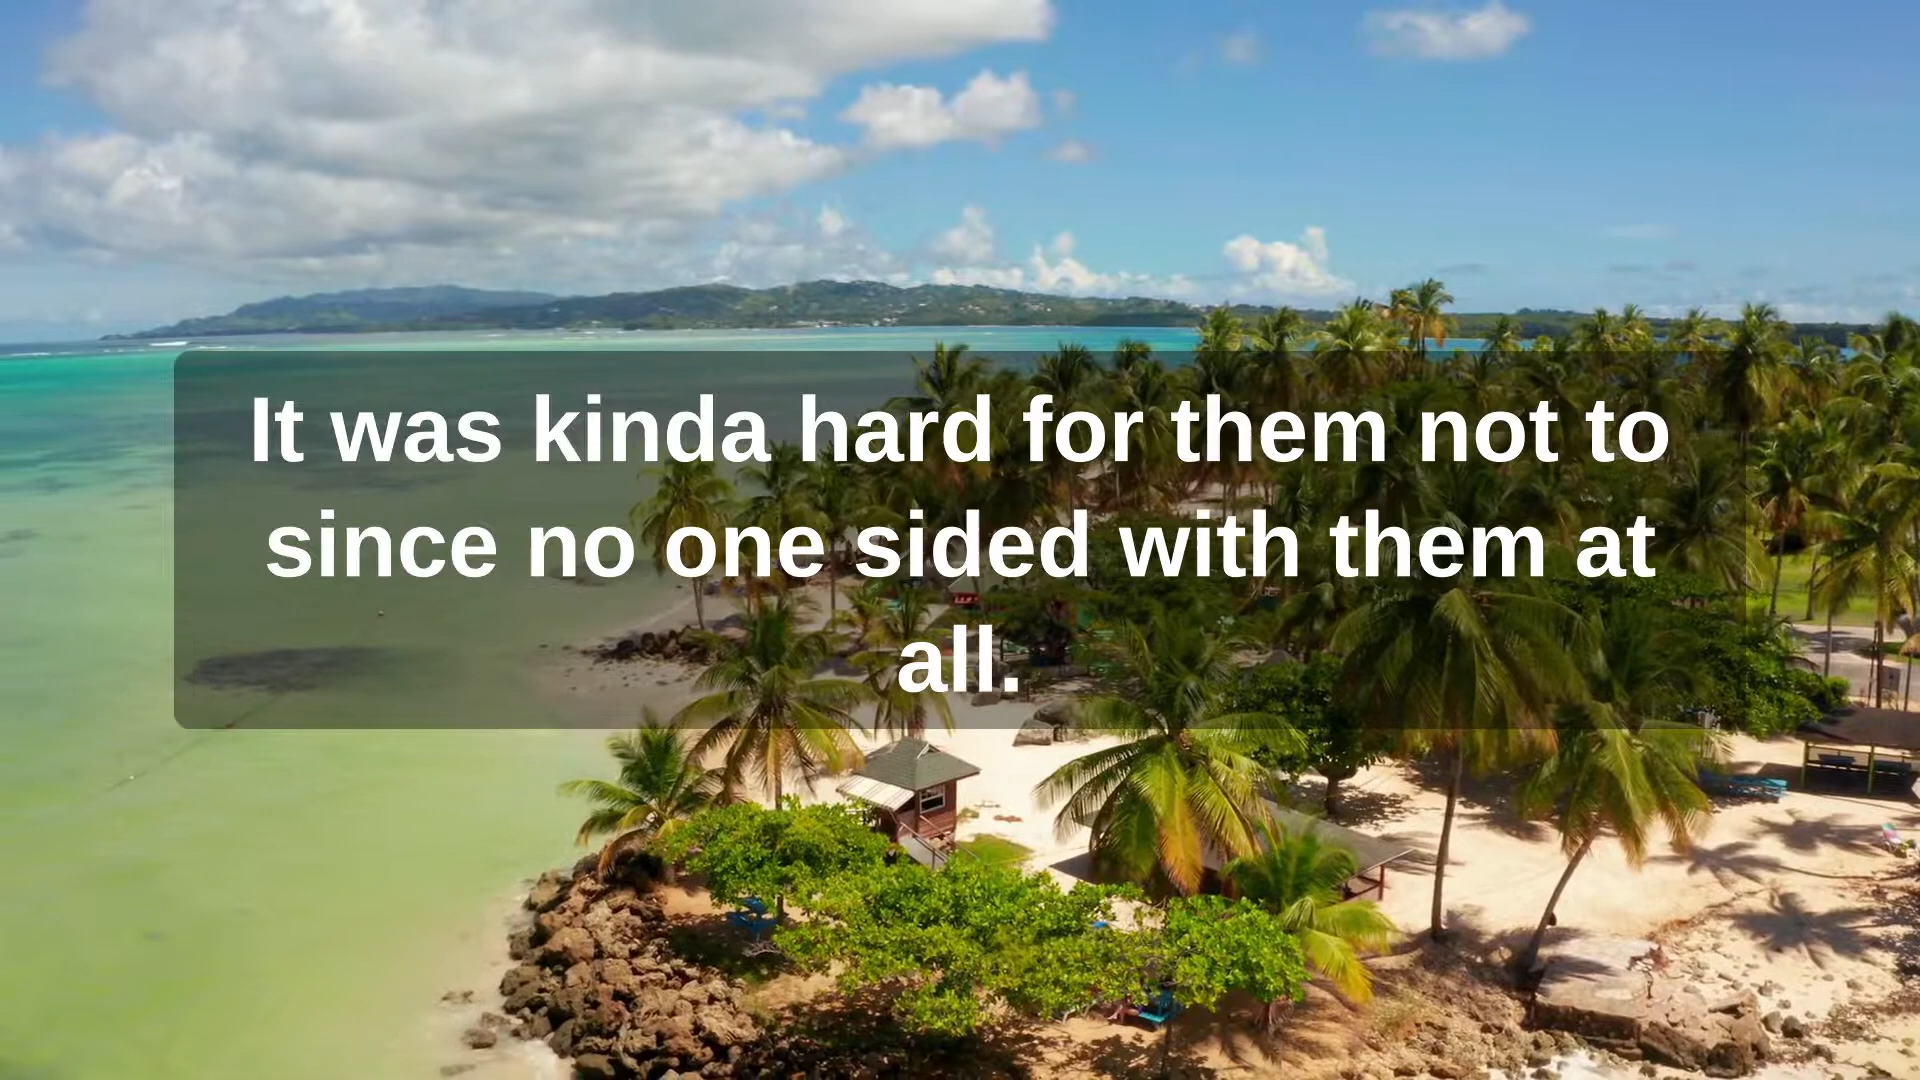 It was kinda hard for them not to
since no one sided with them at
all.